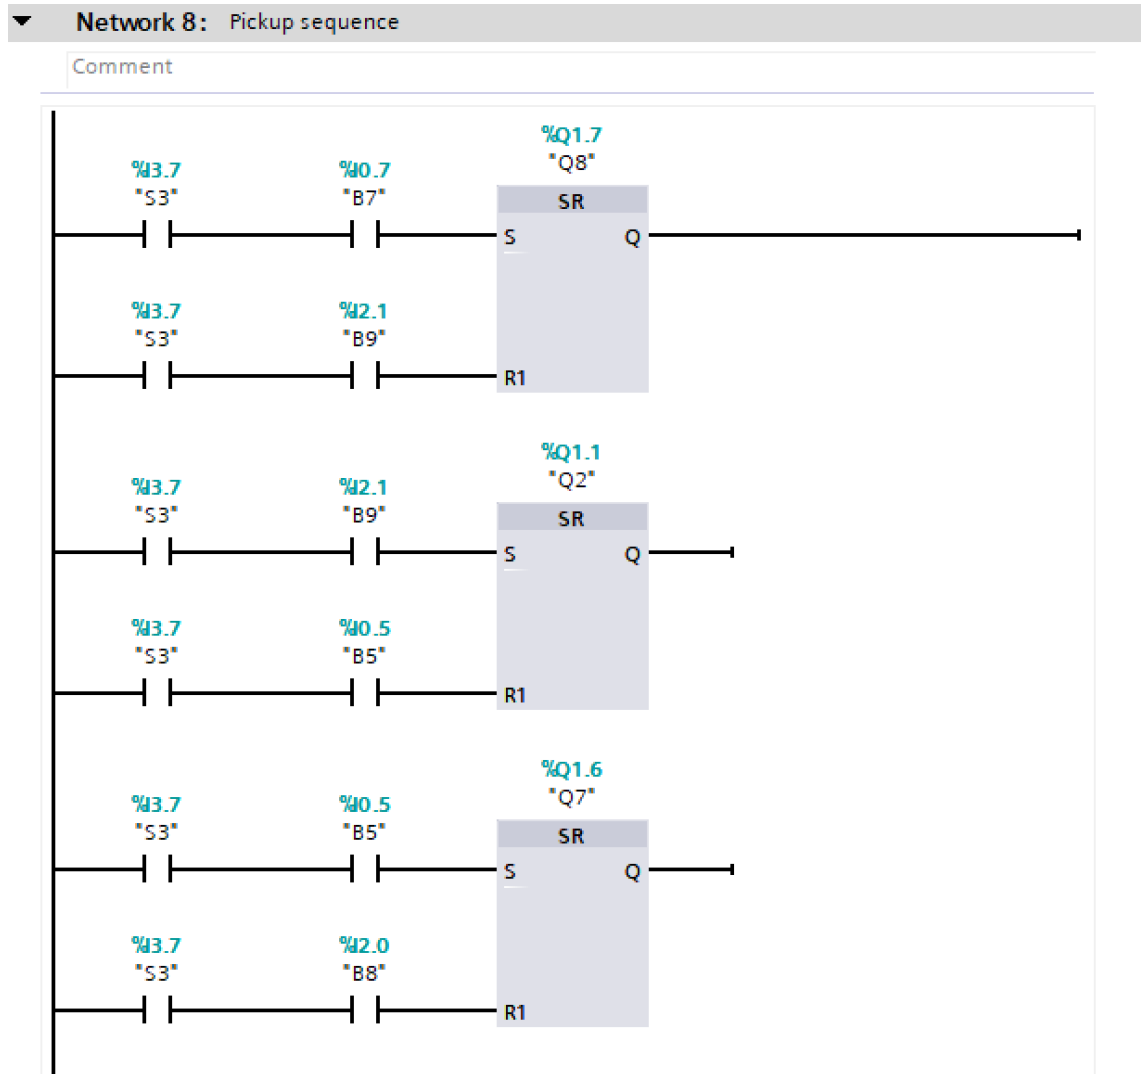 Network 8: Pickup sequence
Comment
%Q1.7
"Q8"
%I3.7 %I0.7
"S3" "B7"
SR
S Q
%I3.7 %I2.1
"S3" "B9"
R1
%Q1.1
"Q2"
%I3.7 %I2.1
"S3" "B9"
SR
S Q
%I3.7 %I0.5
"S3" "B5"
R1
%Q1.6
"Q7"
%I3.7 %I0.5
"S3" "B5"
SR
S Q
%I3.7 %I2.0
"S3" "B8"
R1